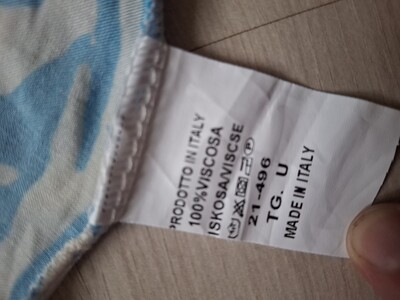 PRODOTTO IN ITALY
100%VISCOSA
ISKOSA/VISCSE
21-496
TG. U
MADE IN ITALY